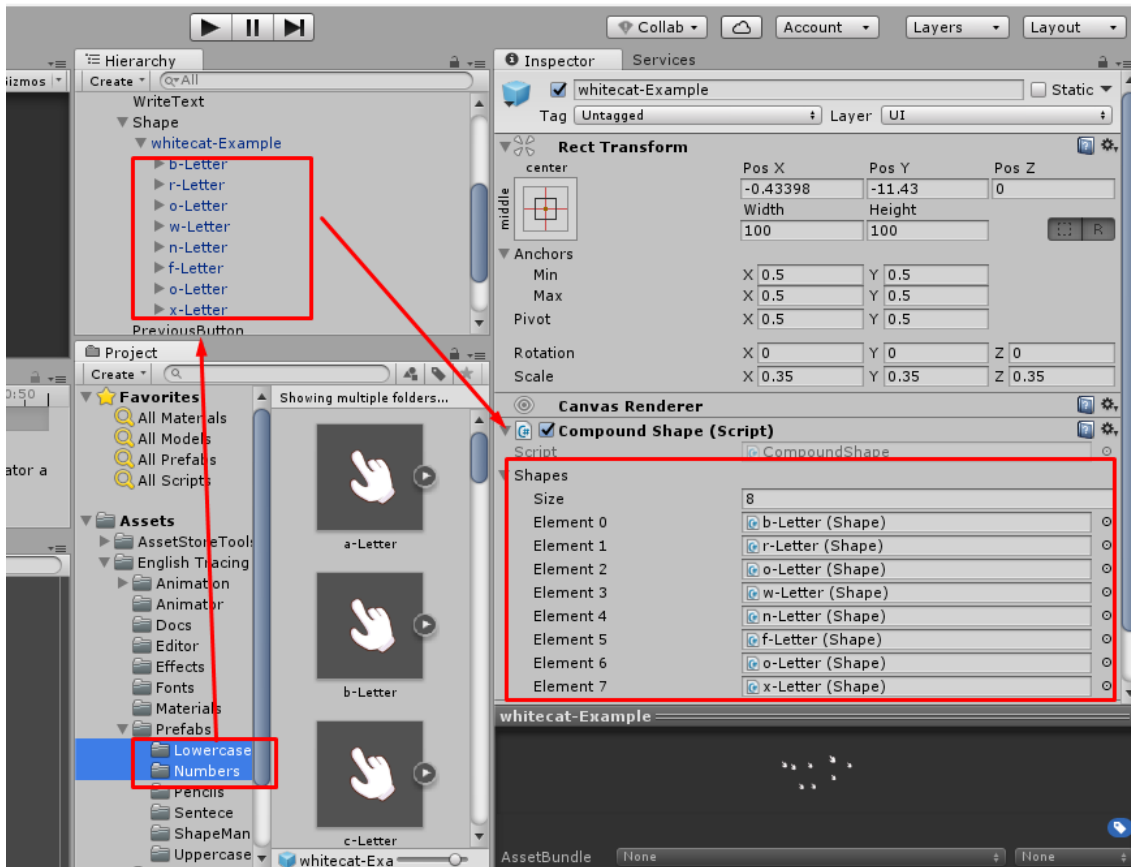 Collab
Account
Layers
Layout
Gizmos
Hierarchy
Create
All
WriteText
Shape
whitecat-Example
b-Letter
r-Letter
o-Letter
w-Letter
n-Letter
f-Letter
o-Letter
x-Letter
PreviousButton
0:50
ator a
Project
Create
Favorites
All Materials
All Models
All Prefabs
All Scripts
Assets
AssetStoreTools
English Tracing
Animation
Animator
Docs
Editor
Effects
Fonts
Materials
Prefabs
Lowercase
Numbers
Pencils
Sentece
ShapeMan
Uppercase
Showing multiple folders...
a-Letter
b-Letter
c-Letter
whitecat-Exa
Inspector Services
whitecat-Example Static
Tag Untagged Layer UI
Rect Transform
center
middle
Pos X Pos Y Pos Z
-0.43398 -11.43 0
Width Height
100 100 R
Anchors
Min X 0.5 Y 0.5
Max X 0.5 Y 0.5
Pivot X 0.5 Y 0.5
Rotation X 0 Y 0 Z 0
Scale X 0.35 Y 0.35 Z 0.35
Canvas Renderer
Compound Shape (Script)
Script CompoundShape
Shapes
Size 8
Element 0 b-Letter (Shape)
Element 1 r-Letter (Shape)
Element 2 o-Letter (Shape)
Element 3 w-Letter (Shape)
Element 4 n-Letter (Shape)
Element 5 f-Letter (Shape)
Element 6 o-Letter (Shape)
Element 7 x-Letter (Shape)
whitecat-Example
AssetBundle None None